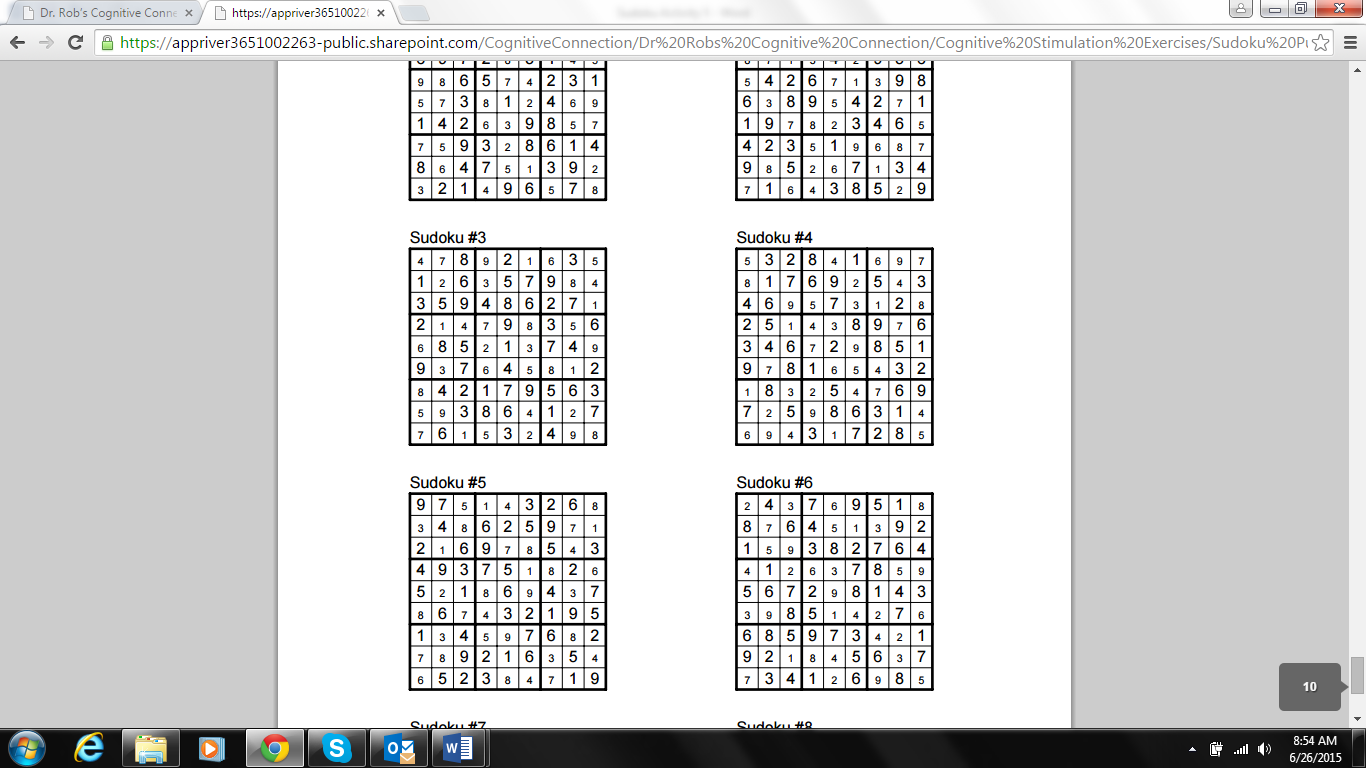 Dr. Rob's Cognitive Conne
https://appriver3651002263
https://appriver3651002263-public.sharepoint.com/CognitiveConnection/Dr%20Robs%20Cognitive%20Connection/Cognitive%20Stimulation%20Exercises/Sudoku%20Pu
9 8 6 5 7 4 2 3 1
5 7 3 8 1 2 4 6 9
1 4 2 6 3 9 8 5 7
7 5 9 3 2 8 6 1 4
8 6 4 7 5 1 3 9 2
3 2 1 4 9 6 5 7 8
5 4 2 6 7 1 3 9 8
6 3 8 9 5 4 2 7 1
1 9 7 8 2 3 4 6 5
4 2 3 5 1 9 6 8 7
9 8 5 2 6 7 1 3 4
7 1 6 4 3 8 5 2 9
Sudoku #3
4 7 8 9 2 1 6 3 5
1 2 6 3 5 7 9 8 4
3 5 9 4 8 6 2 7 1
2 1 4 7 9 8 3 5 6
6 8 5 2 1 3 7 4 9
9 3 7 6 4 5 8 1 2
8 4 2 1 7 9 5 6 3
5 9 3 8 6 4 1 2 7
7 6 1 5 3 2 4 9 8
Sudoku #4
5 3 2 8 4 1 6 9 7
8 1 7 6 9 2 5 4 3
4 6 9 5 7 3 1 2 8
2 5 1 4 3 8 9 7 6
3 4 6 7 2 9 8 5 1
9 7 8 1 6 5 4 3 2
1 8 3 2 5 4 7 6 9
7 2 5 9 8 6 3 1 4
6 9 4 3 1 7 2 8 5
Sudoku #5
9 7 5 1 4 3 2 6 8
3 4 8 6 2 5 9 7 1
2 1 6 9 7 8 5 4 3
4 9 3 7 5 1 8 2 6
5 2 1 8 6 9 4 3 7
8 6 7 4 3 2 1 9 5
1 3 4 5 9 7 6 8 2
7 8 9 2 1 6 3 5 4
6 5 2 3 8 4 7 1 9
Sudoku #6
2 4 3 7 6 9 5 1 8
8 7 6 4 5 1 3 9 2
1 5 9 3 8 2 7 6 4
4 1 2 6 3 7 8 5 9
5 6 7 2 9 8 1 4 3
3 9 8 5 1 4 2 7 6
6 8 5 9 7 3 4 2 1
9 2 1 8 4 5 6 3 7
7 3 4 1 2 6 9 8 5
Sudoku #7
Sudoku #8
10
8:54 AM
6/26/2015